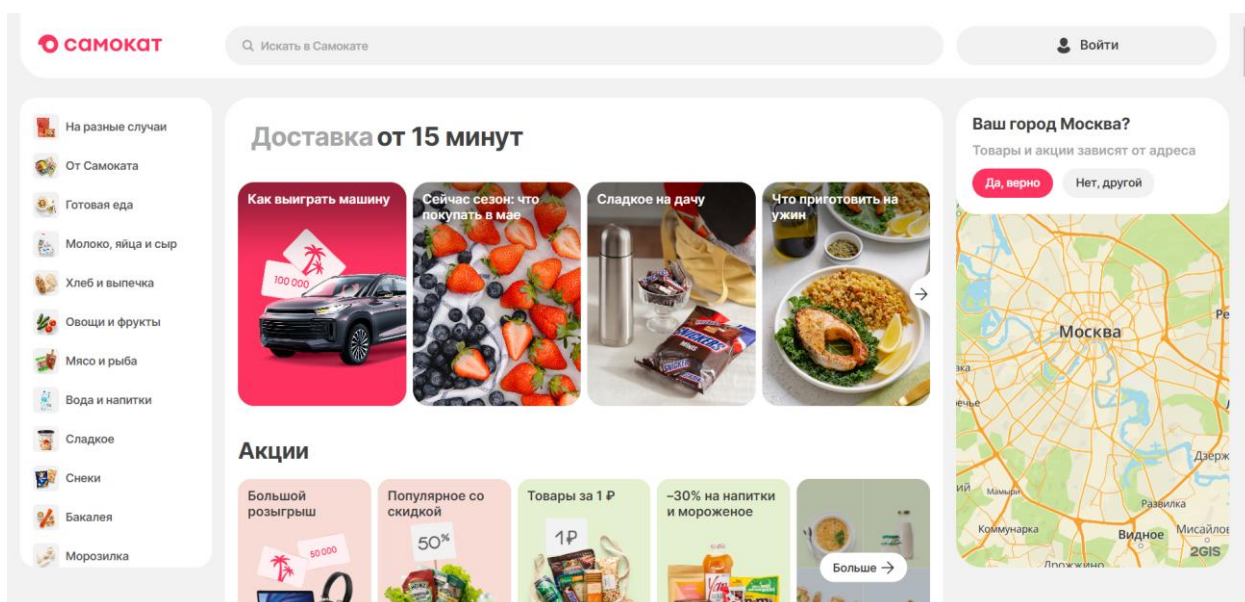 самокат
Искать в Самокате
Войти
На разные случаи
От Самоката
Готовая еда
Молоко, яйца и сыр
Хлеб и выпечка
Овощи и фрукты
Мясо и рыба
Вода и напитки
Сладкое
Снеки
Бакалея
Морозилка
Доставка от 15 минут
Как выиграть машину
100 000
Сейчас сезон: что
покупать в мае
Сладкое на дачу
SNICKERS
MINIS
Что приготовить на
ужин
Акции
Большой
розыгрыш
50 000
Популярное со
скидкой
50%
HEINZ
Товары за 1 ₽
1₽
–30% на напитки
и мороженое
Больше
Ваш город Москва?
Товары и акции зависят от адреса
Да, верно
Нет, другой
Москва
Мамыри
Коммунарка
Развилка
Видное
2GIS